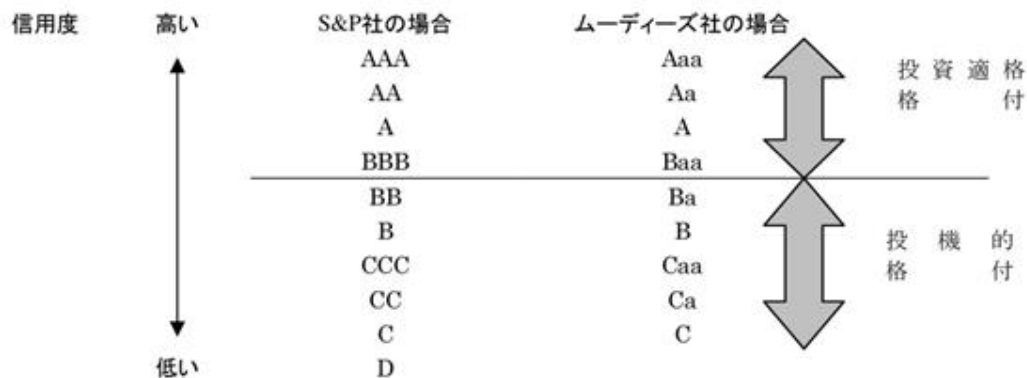 信用度 高い S&P社の場合 ムーディーズ社の場合
AAA Aaa
AA Aa
A A
BBB Baa
投資適格
格付
BB Ba
B B
CCC Caa
CC Ca
C C
投機的
格付
低い D